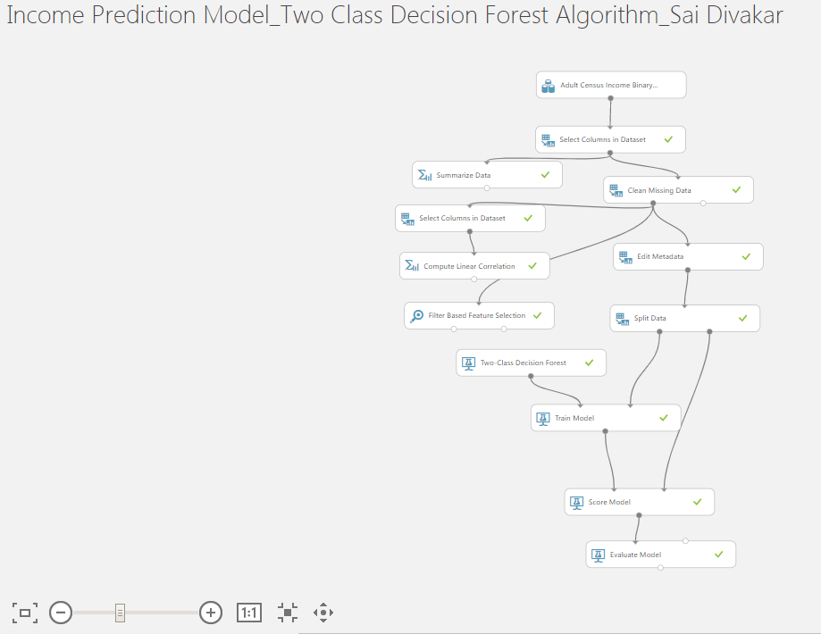 Income Prediction Model_Two Class Decision Forest Algorithm_Sai Divakar
Adult Census Income Binary...
Select Columns in Dataset
Summarize Data
Clean Missing Data
Select Columns in Dataset
Edit Metadata
Compute Linear Correlation
Filter Based Feature Selection
Split Data
Two-Class Decision Forest
Train Model
Score Model
Evaluate Model
1:1